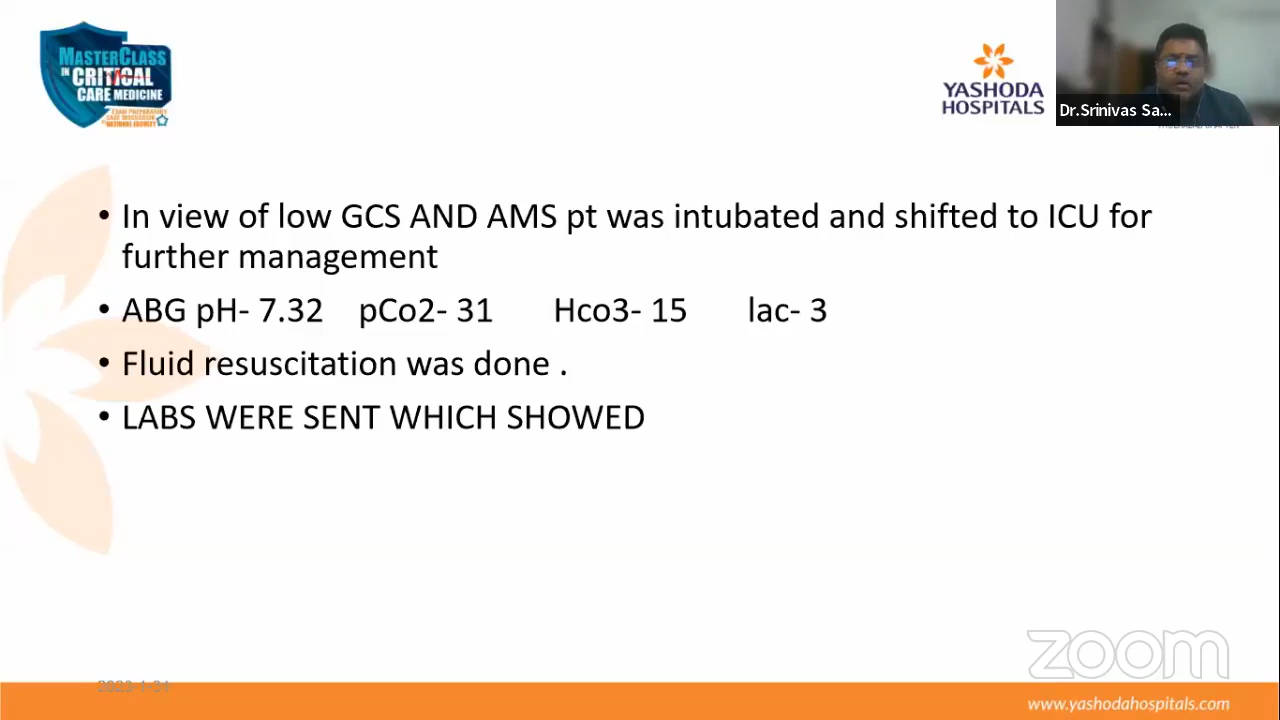 MASTERCLASS
IN CRITICAL
CARE MEDICINE
YASHODA
HOSPITALS
Dr.Srinivas Sa...
• In view of low GCS AND AMS pt was intubated and shifted to ICU for
further management
• ABG pH- 7.32 pCo2- 31 Hco3- 15 lac- 3
• Fluid resuscitation was done .
• LABS WERE SENT WHICH SHOWED
zoom
www.yashodahospitals.com